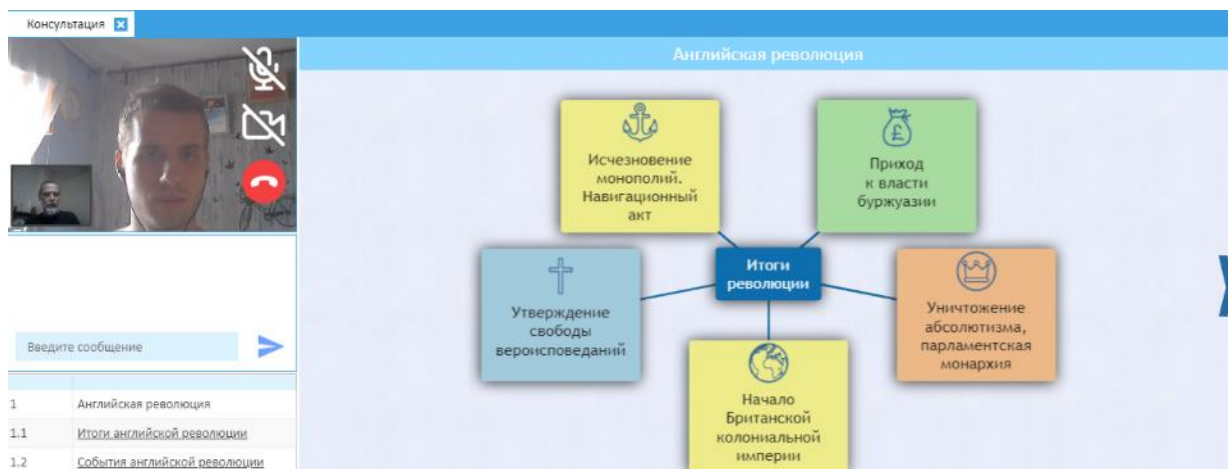 Консультация
Английская революция
Исчезновение
монополий.
Навигационный
акт
£
Приход
к власти
буржуазии
Итоги
революции
Утверждение
свободы
вероисповеданий
Уничтожение
абсолютизма,
парламентская
монархия
Начало
Британской
колониальной
империи
Введите сообщение
1 Английская революция
1.1 Итоги английской революции
1.2 События английской революции